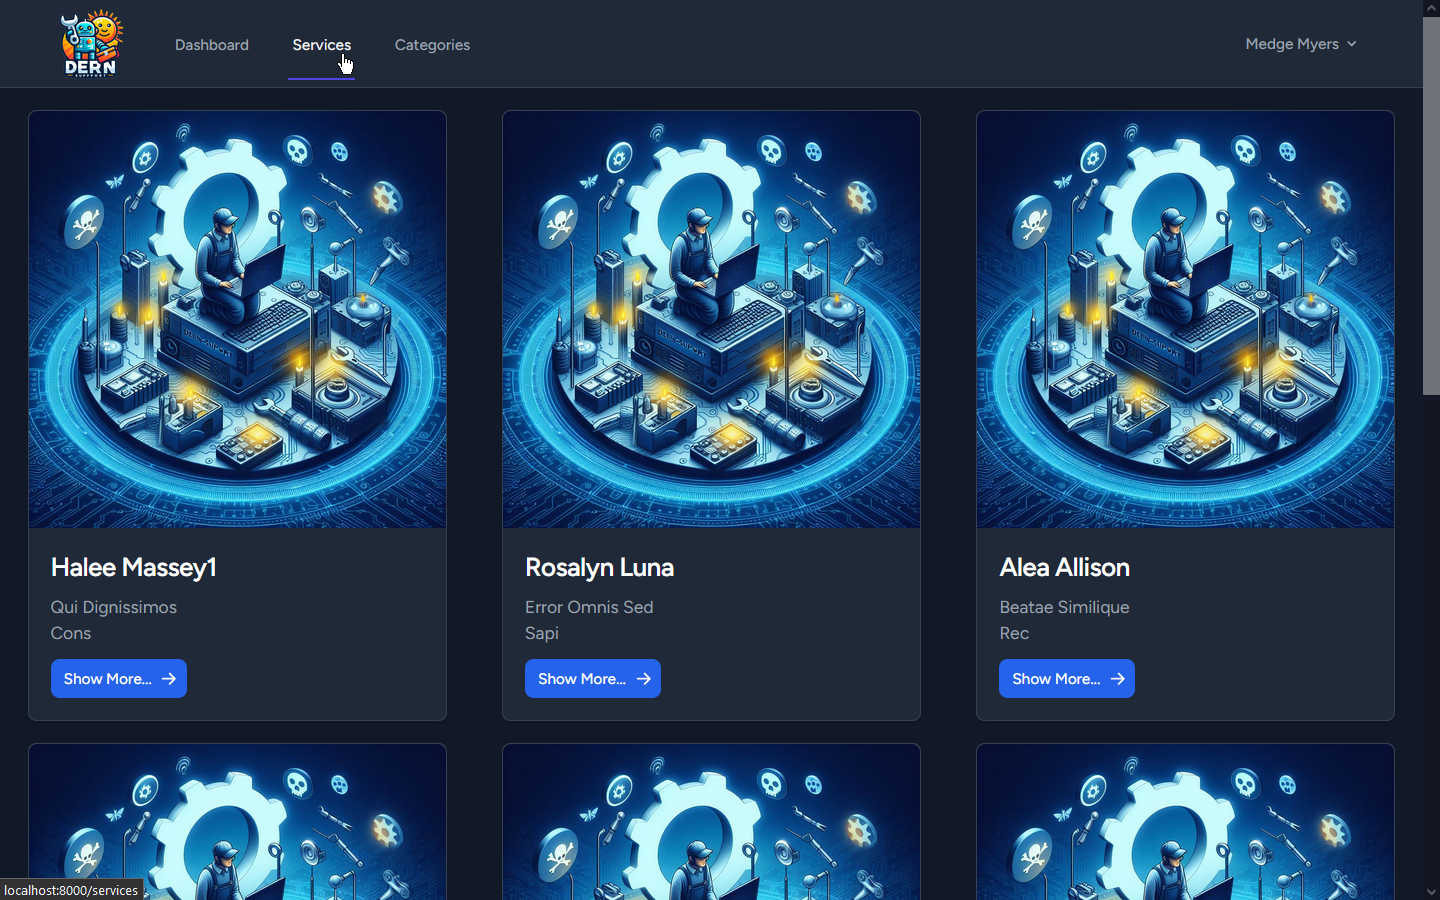 DERN
SUPPPORT
Dashboard
Services
Categories
Medge Myers
Halee Massey1
Qui Dignissimos
Cons
Show More...
Rosalyn Luna
Error Omnis Sed
Sapi
Show More...
Alea Allison
Beatae Similique
Rec
Show More...
localhost:8000/services